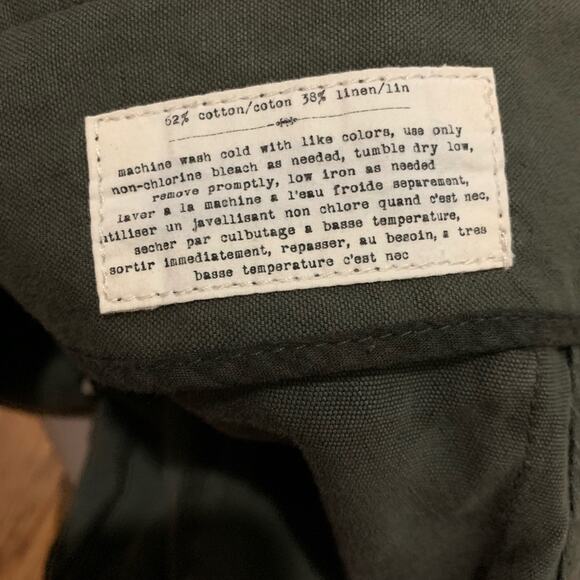 62% cotton/coton 38% linen/lin
machine wash cold with like colors, use only
non-chlorine bleach as needed, tumble dry low,
remove promptly, low iron as needed
laver a la machine a l'eau froide separement,
utiliser un javellisant non chlore quand c'est nec,
secher par culbutage a basse temperature,
sortir immediatement, repasser, au besoin, a tres
basse temperature c'est nec